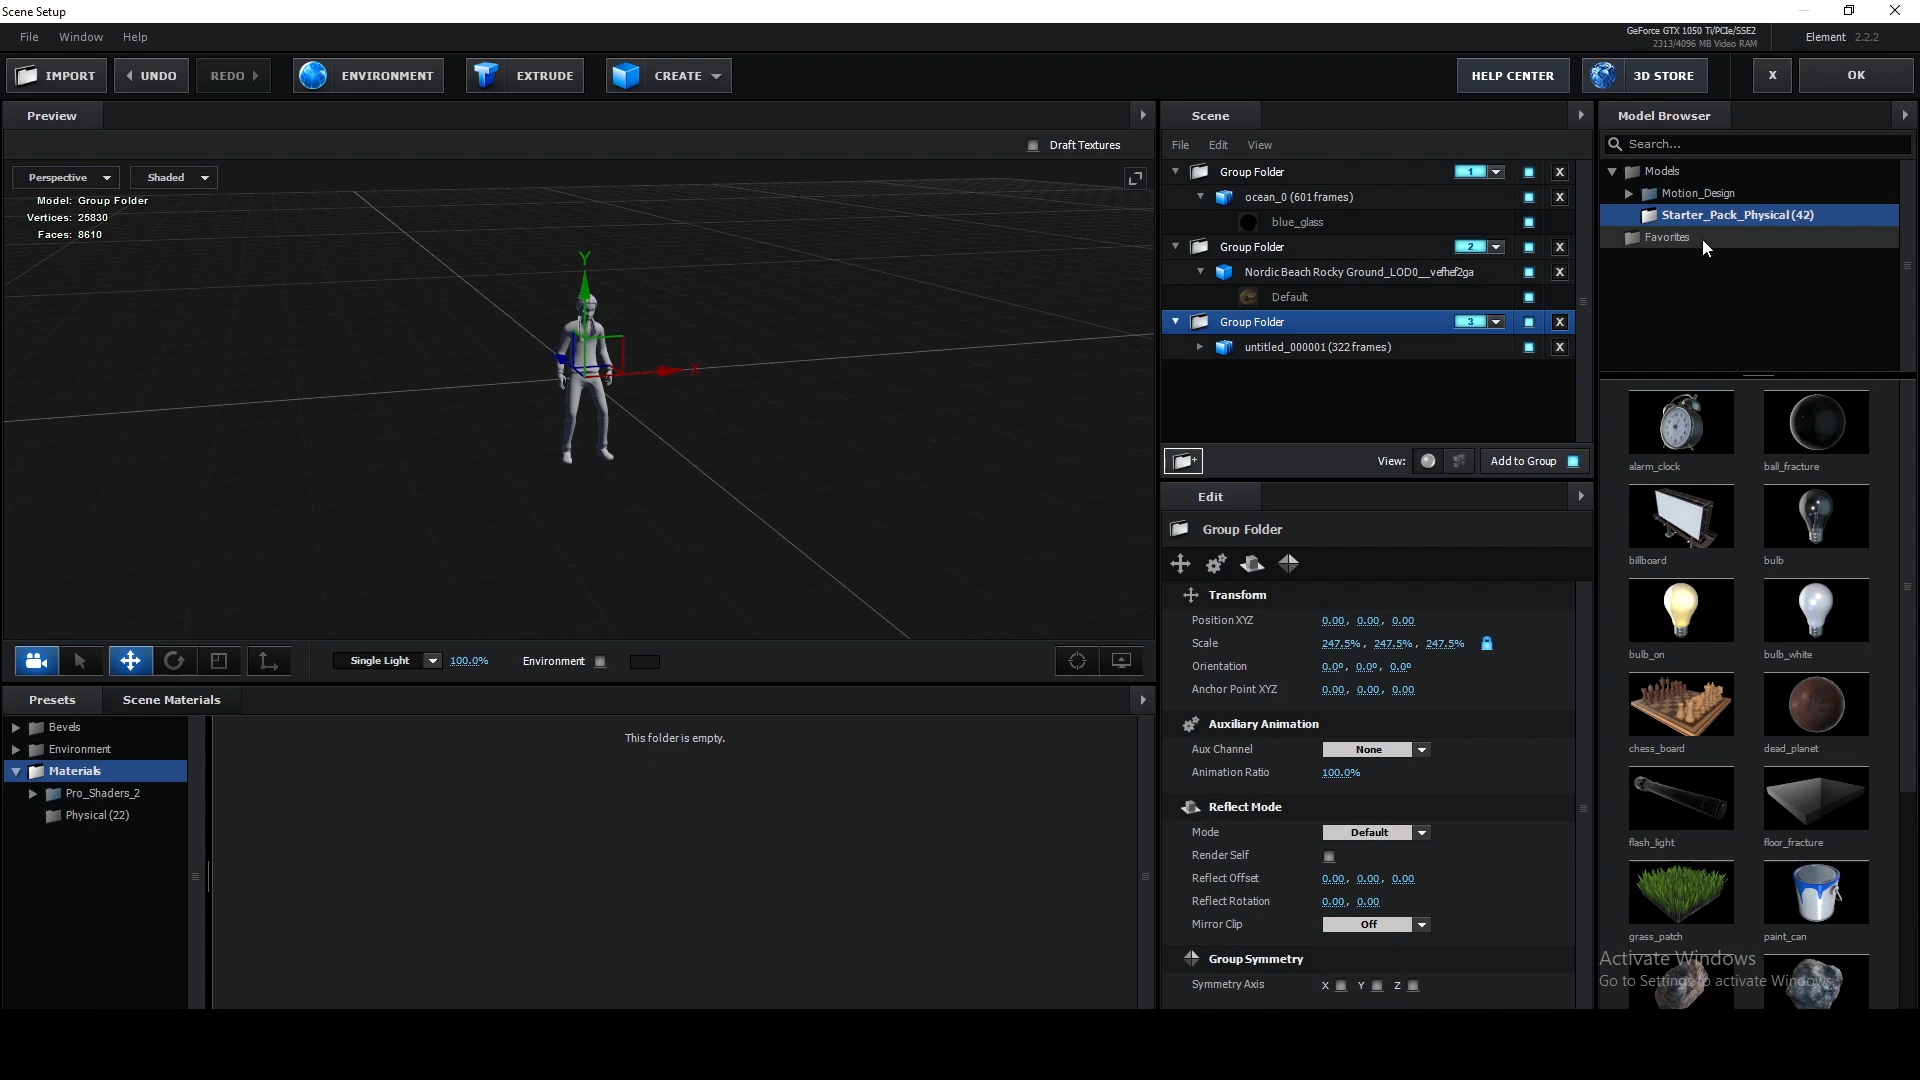 Scene Setup
File Window Help
GeForce GTX 1050 Ti/PCIe/SSE2
2313/4096 MB Video RAM
Element 2.2.2
IMPORT UNDO REDO ENVIRONMENT EXTRUDE CREATE HELP CENTER 3D STORE X OK
Preview
Draft Textures
Perspective Shaded
Model: Group Folder
Vertices: 25830
Faces: 8610
Y
X
Single Light 100.0% Environment
Presets Scene Materials
Bevels
Environment
Materials
Pro_Shaders_2
Physical (22)
This folder is empty.
Scene
File Edit View
Group Folder 1 X
ocean_0 (601 frames) X
blue_glass
Group Folder 2 X
Nordic Beach Rocky Ground_LOD0__vefhef2ga X
Default
Group Folder 3 X
untitled_000001 (322 frames) X
View: Add to Group
Edit
Group Folder
Transform
Position XYZ 0.00, 0.00, 0.00
Scale 247.5%, 247.5%, 247.5%
Orientation 0.0º, 0.0º, 0.0º
Anchor Point XYZ 0.00, 0.00, 0.00
Auxiliary Animation
Aux Channel None
Animation Ratio 100.0%
Reflect Mode
Mode Default
Render Self
Reflect Offset 0.00, 0.00, 0.00
Reflect Rotation 0.00, 0.00
Mirror Clip Off
Group Symmetry
Symmetry Axis X Y Z
Model Browser
Search...
Models
Motion_Design
Starter_Pack_Physical (42)
Favorites
alarm_clock ball_fracture
billboard bulb
bulb_on bulb_white
chess_board dead_planet
flash_light floor_fracture
grass_patch paint_can
Activate Windows
Go to Settings to activate Windows.